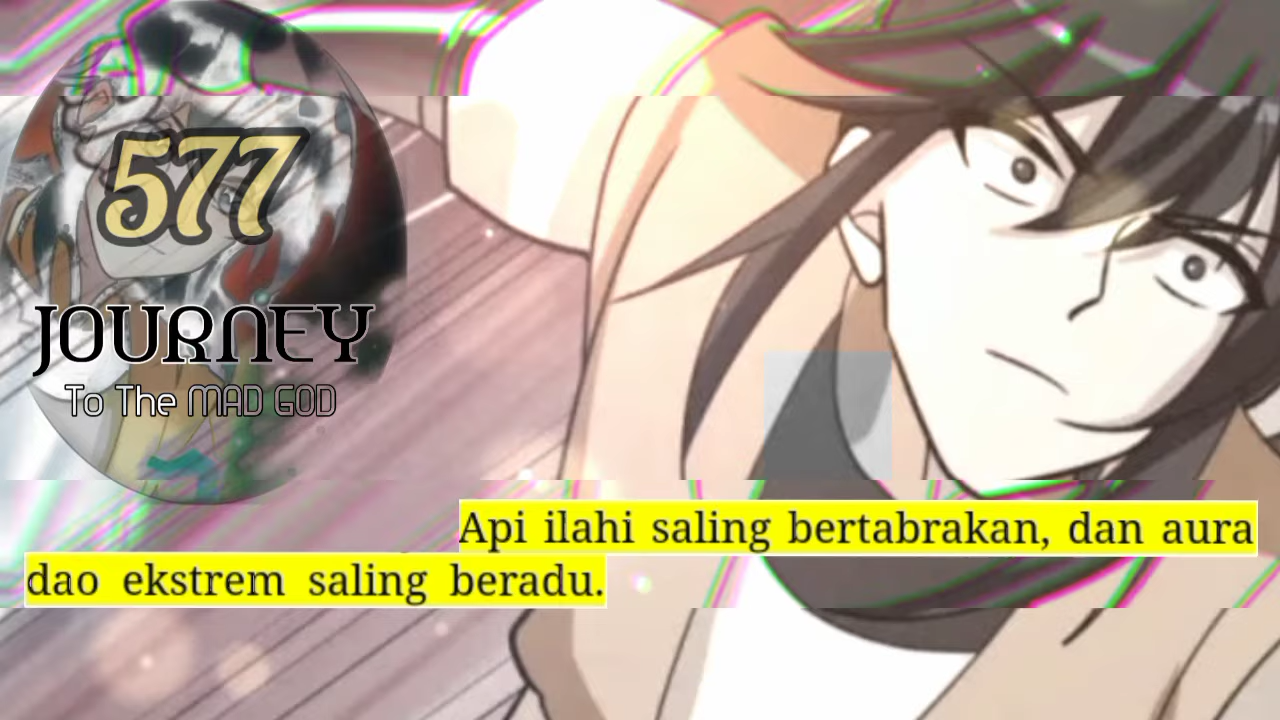 577
JOURNEY
To The MAD GOD
Api ilahi saling bertabrakan, dan aura
dao ekstrem saling beradu.